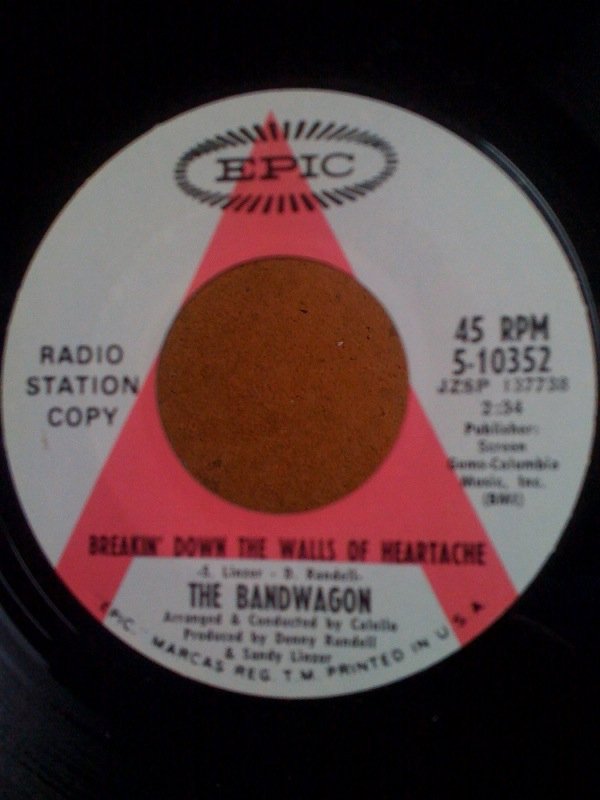 EPIC
RADIO
STATION
COPY
45 RPM
5-10352
JZSP 137738
2:34
Publisher:
Screen
Gems-Columbia
Music, Inc.
(BMI)
BREAKIN' DOWN THE WALLS OF HEARTACHE
-S. Linzer - D. Randell-
THE BANDWAGON
Arranged & Conducted by Calello
Produced by Denny Randell
& Sandy Linzer
EPIC. MARCAS REG. T.M. PRINTED IN U.S.A.